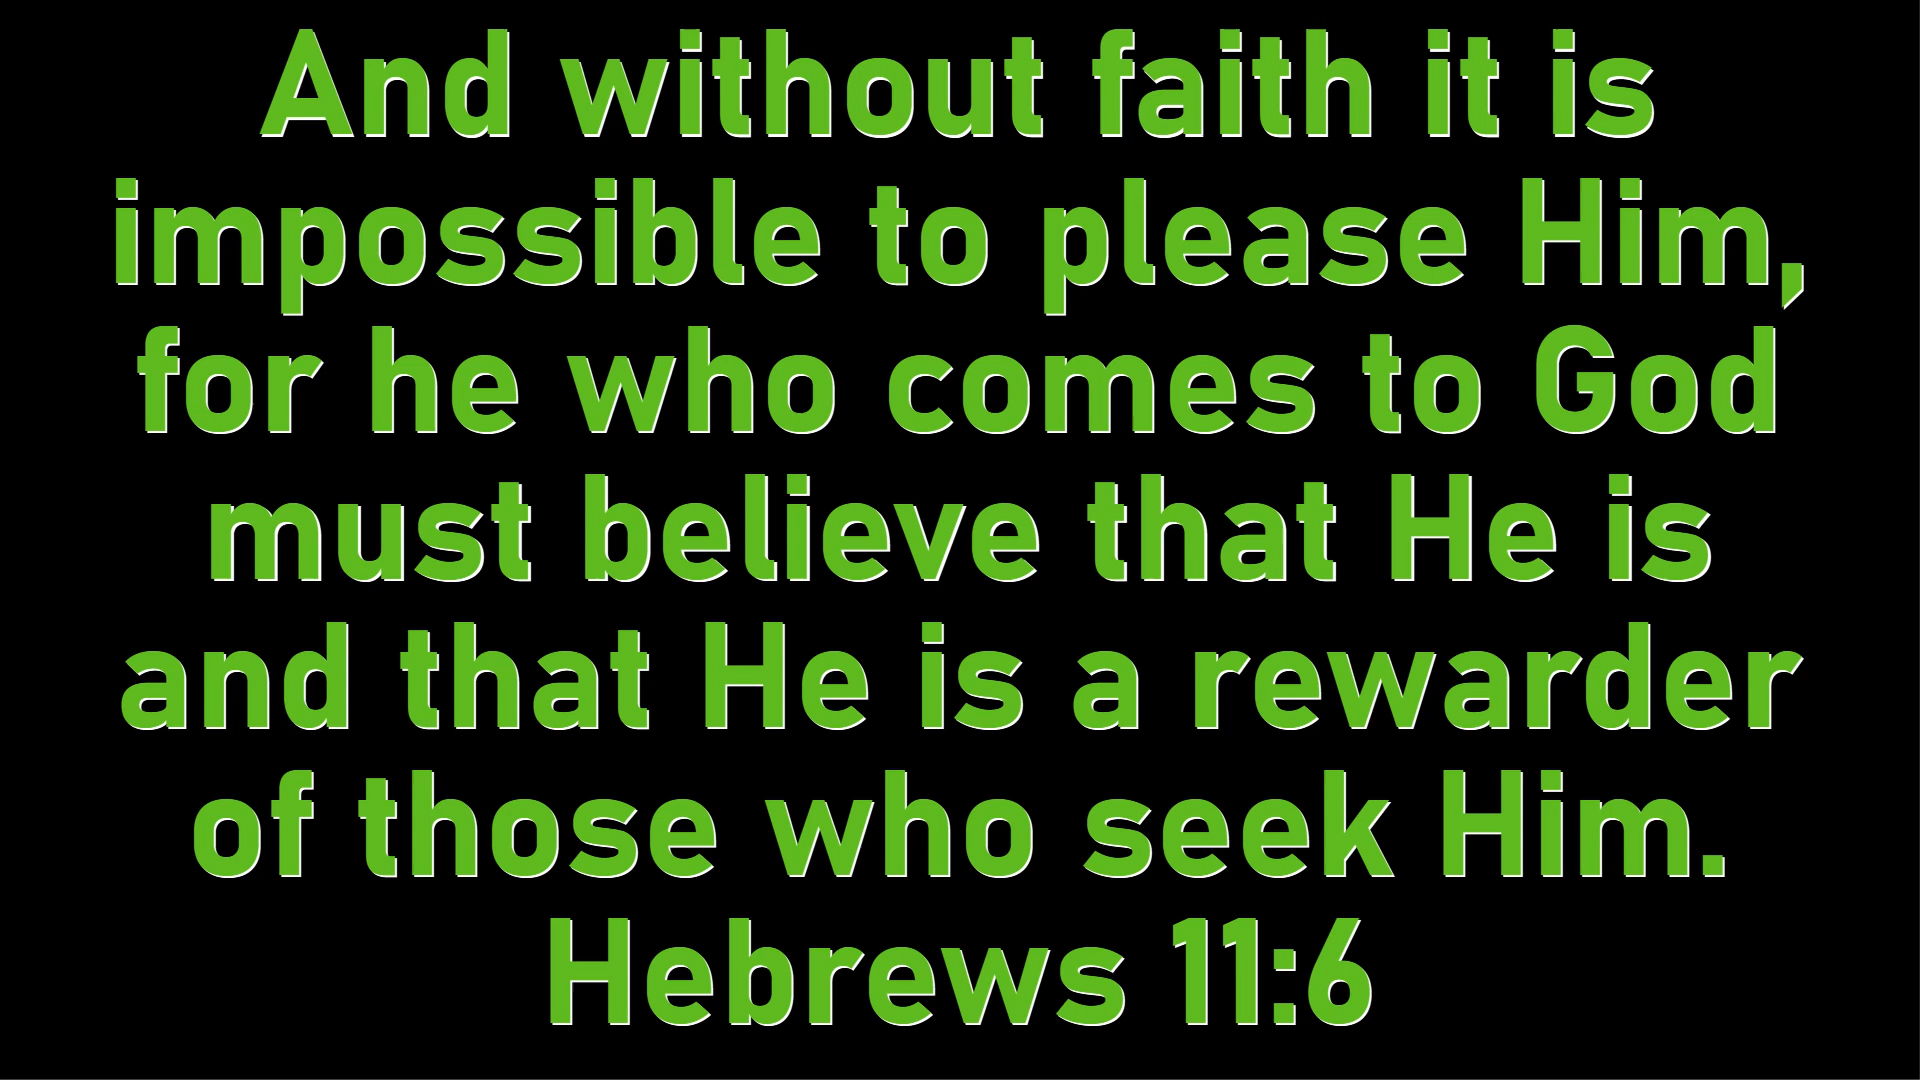 And without faith it is
impossible to please Him,
for he who comes to God
must believe that He is
and that He is a rewarder
of those who seek Him.
Hebrews 11:6